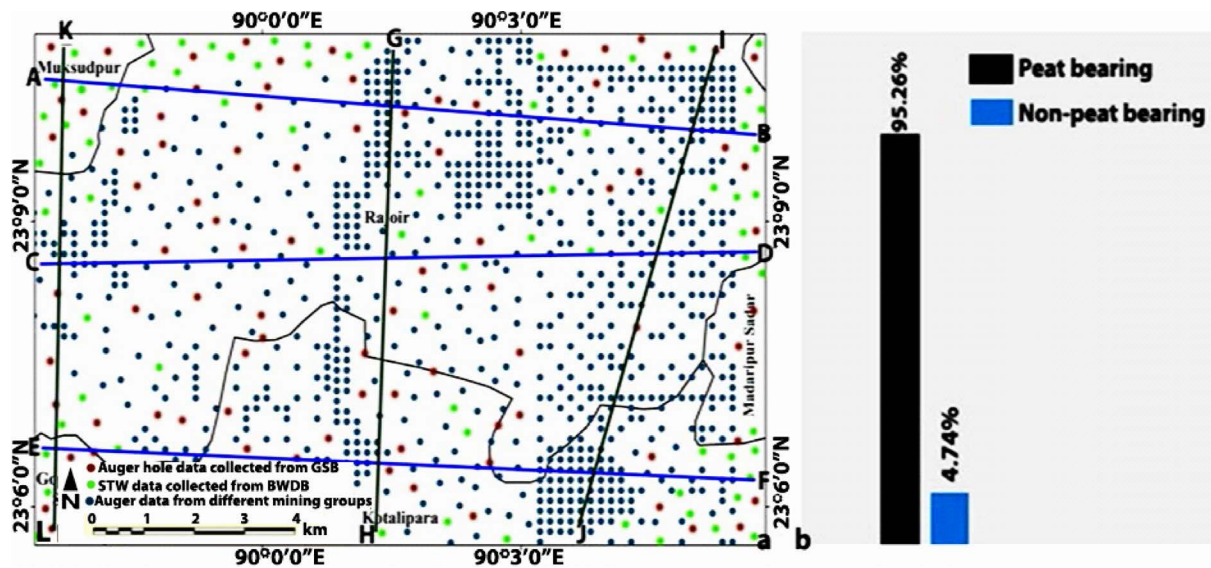 90°0'0"E 90°3'0"E
K G I
A Muksudpur
B
95.26%
Peat bearing
Non-peat bearing
23°9'0"N 23°9'0"N
Rajoir
C D
Madaripur Sadar
4.74%
E F
23°6'0"N 23°6'0"N
Auger hole data collected from GSB
STW data collected from BWDB
Auger data from different mining groups
N
0 1 2 3 4
km
Kotalipara
L H J a b
90°0'0"E 90°3'0"E